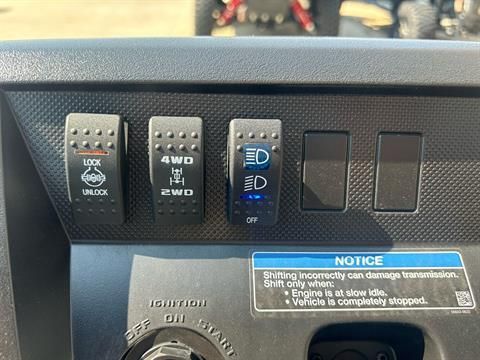 LOCK
UNLOCK
4WD
2WD
OFF
NOTICE
Shifting incorrectly can damage transmission.
Shift only when:
• Engine is at slow idle.
• Vehicle is completely stopped.
IGNITION
OFF ON START